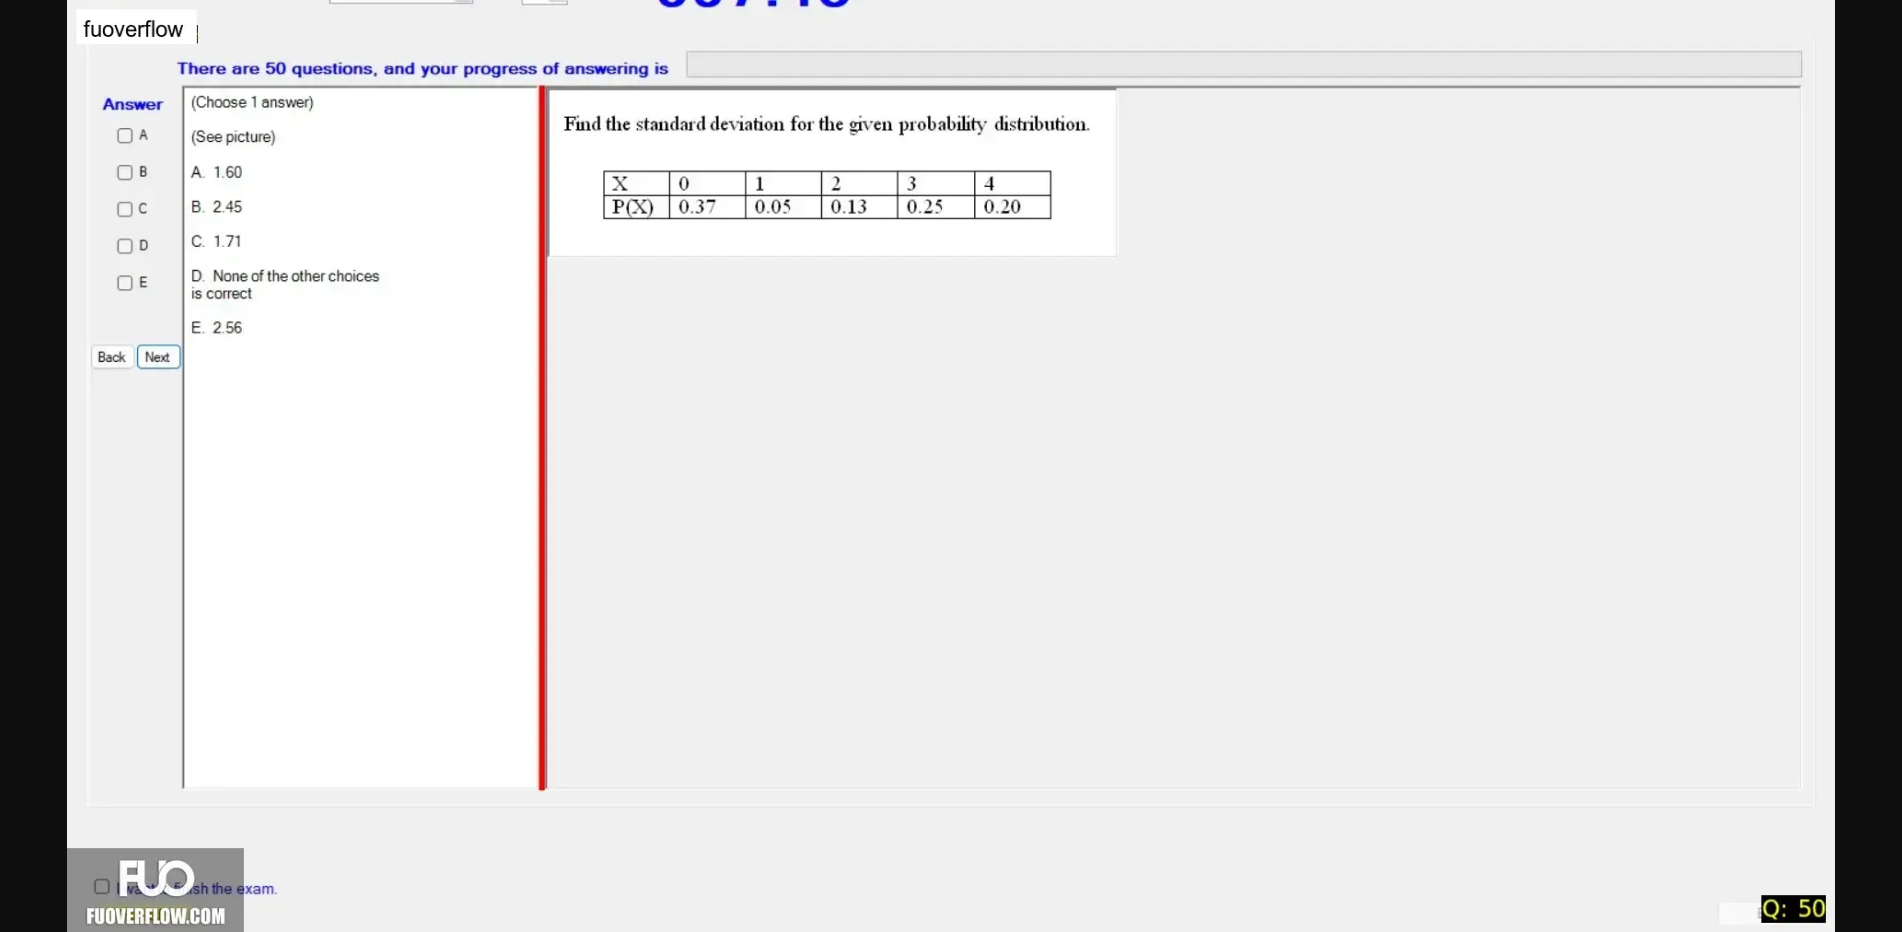 fuoverflow
There are 50 questions, and your progress of answering is
Answer
A
B
C
D
E
Back Next
(Choose 1 answer)
(See picture)
A. 1.60
B. 2.45
C. 1.71
D. None of the other choices
is correct
E. 2.56
Find the standard deviation for the given probability distribution.
X 0 1 2 3 4
P(X) 0.37 0.05 0.13 0.25 0.20
FUO
the exam.
FUOVERFLOW.COM
Q: 50